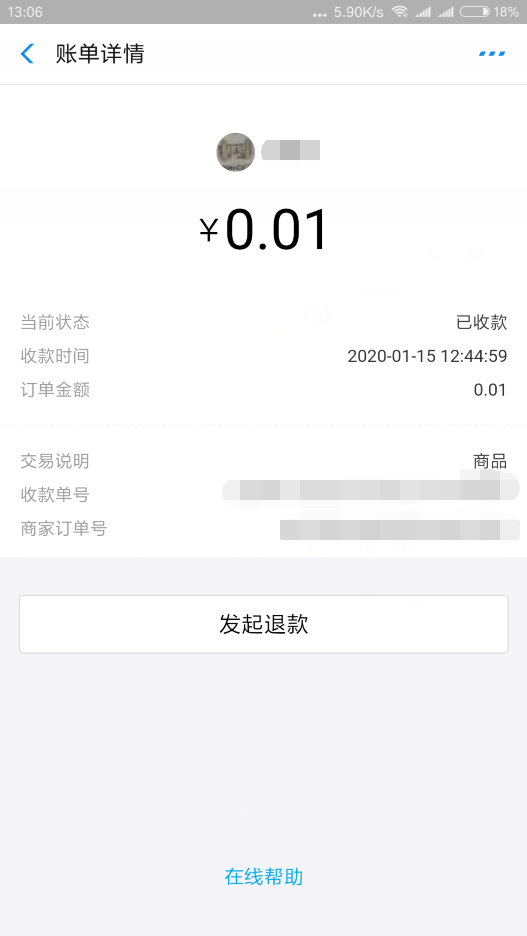 13:06 ... 5.90K/s 18%
账单详情
¥0.01
当前状态 已收款
收款时间 2020-01-15 12:44:59
订单金额 0.01
交易说明 商品
收款单号
商家订单号
发起退款
在线帮助